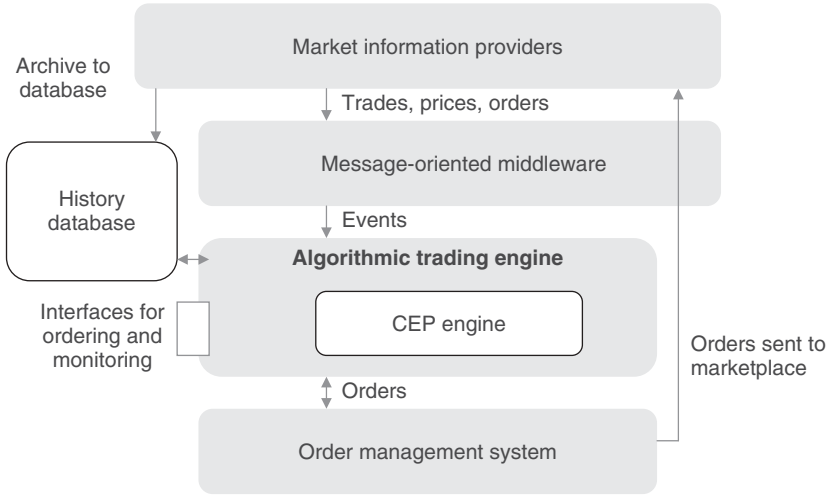 Market information providers
Archive to
database
Trades, prices, orders
Message-oriented middleware
History
database
Events
Algorithmic trading engine
CEP engine
Interfaces for
ordering and
monitoring
Orders sent to
marketplace
Orders
Order management system